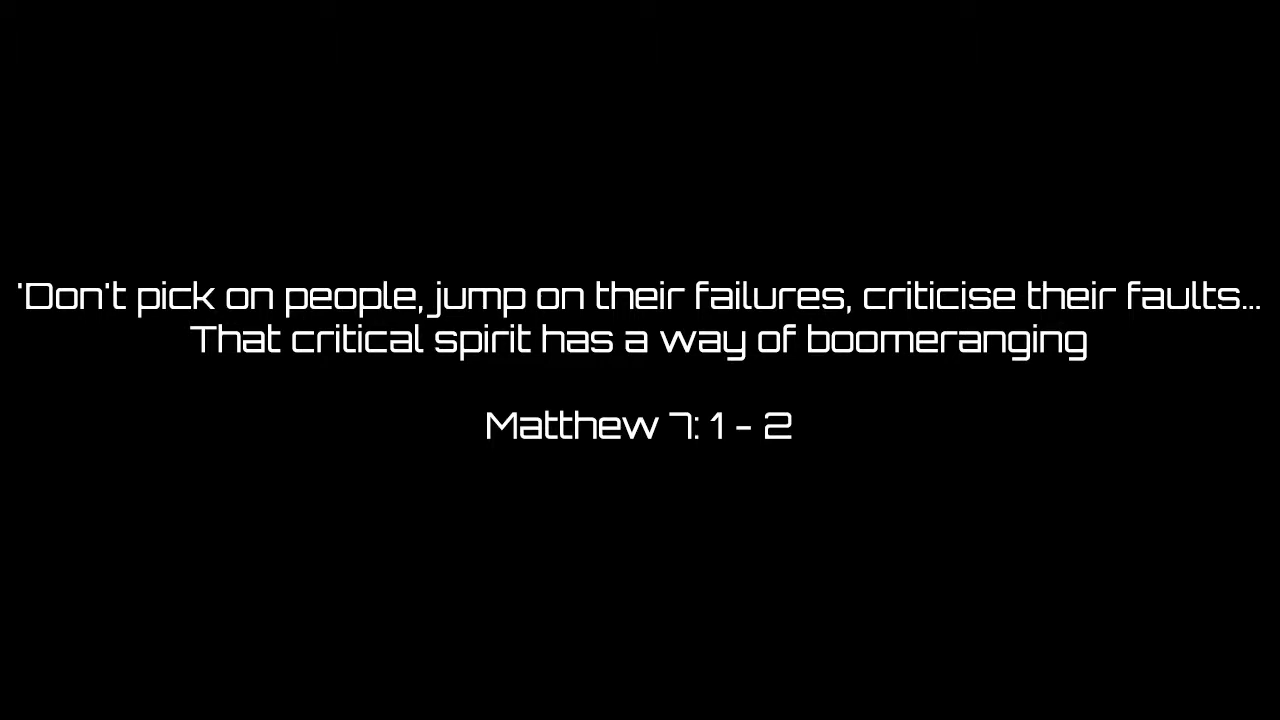 'Don't pick on people, jump on their failures, criticise their faults...
That critical spirit has a way of boomeranging
Matthew 7: 1 - 2